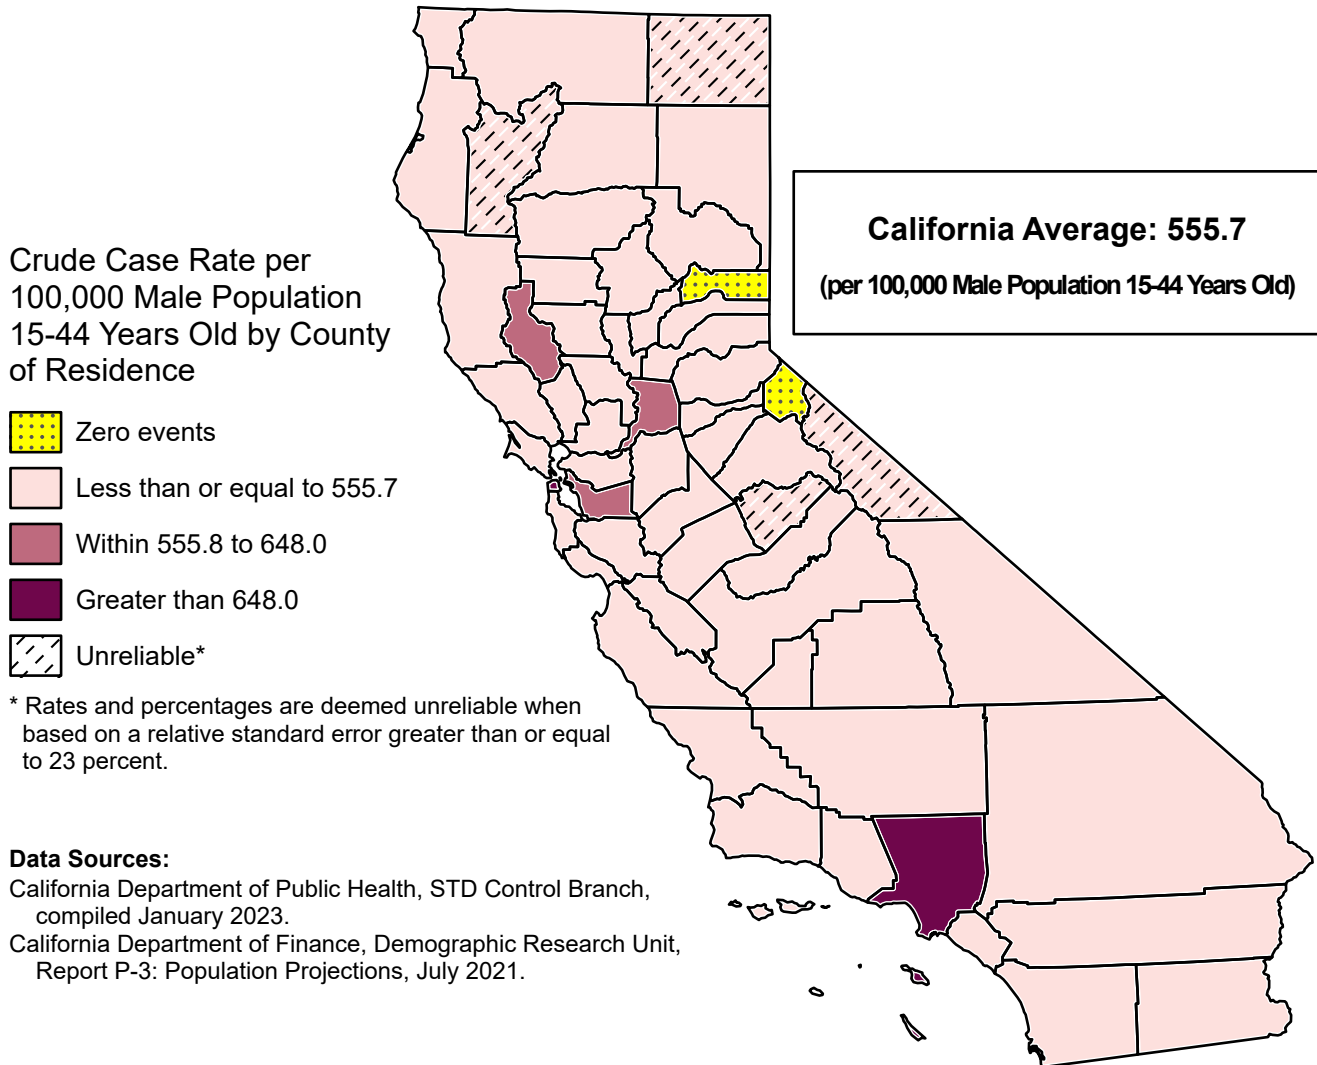 California Average: 555.7
(per 100,000 Male Population 15-44 Years Old)
Crude Case Rate per
100,000 Male Population
15-44 Years Old by County
of Residence
Zero events
Less than or equal to 555.7
Within 555.8 to 648.0
Greater than 648.0
Unreliable*
* Rates and percentages are deemed unreliable when
based on a relative standard error greater than or equal
to 23 percent.
Data Sources:
California Department of Public Health, STD Control Branch,
compiled January 2023.
California Department of Finance, Demographic Research Unit,
Report P-3: Population Projections, July 2021.